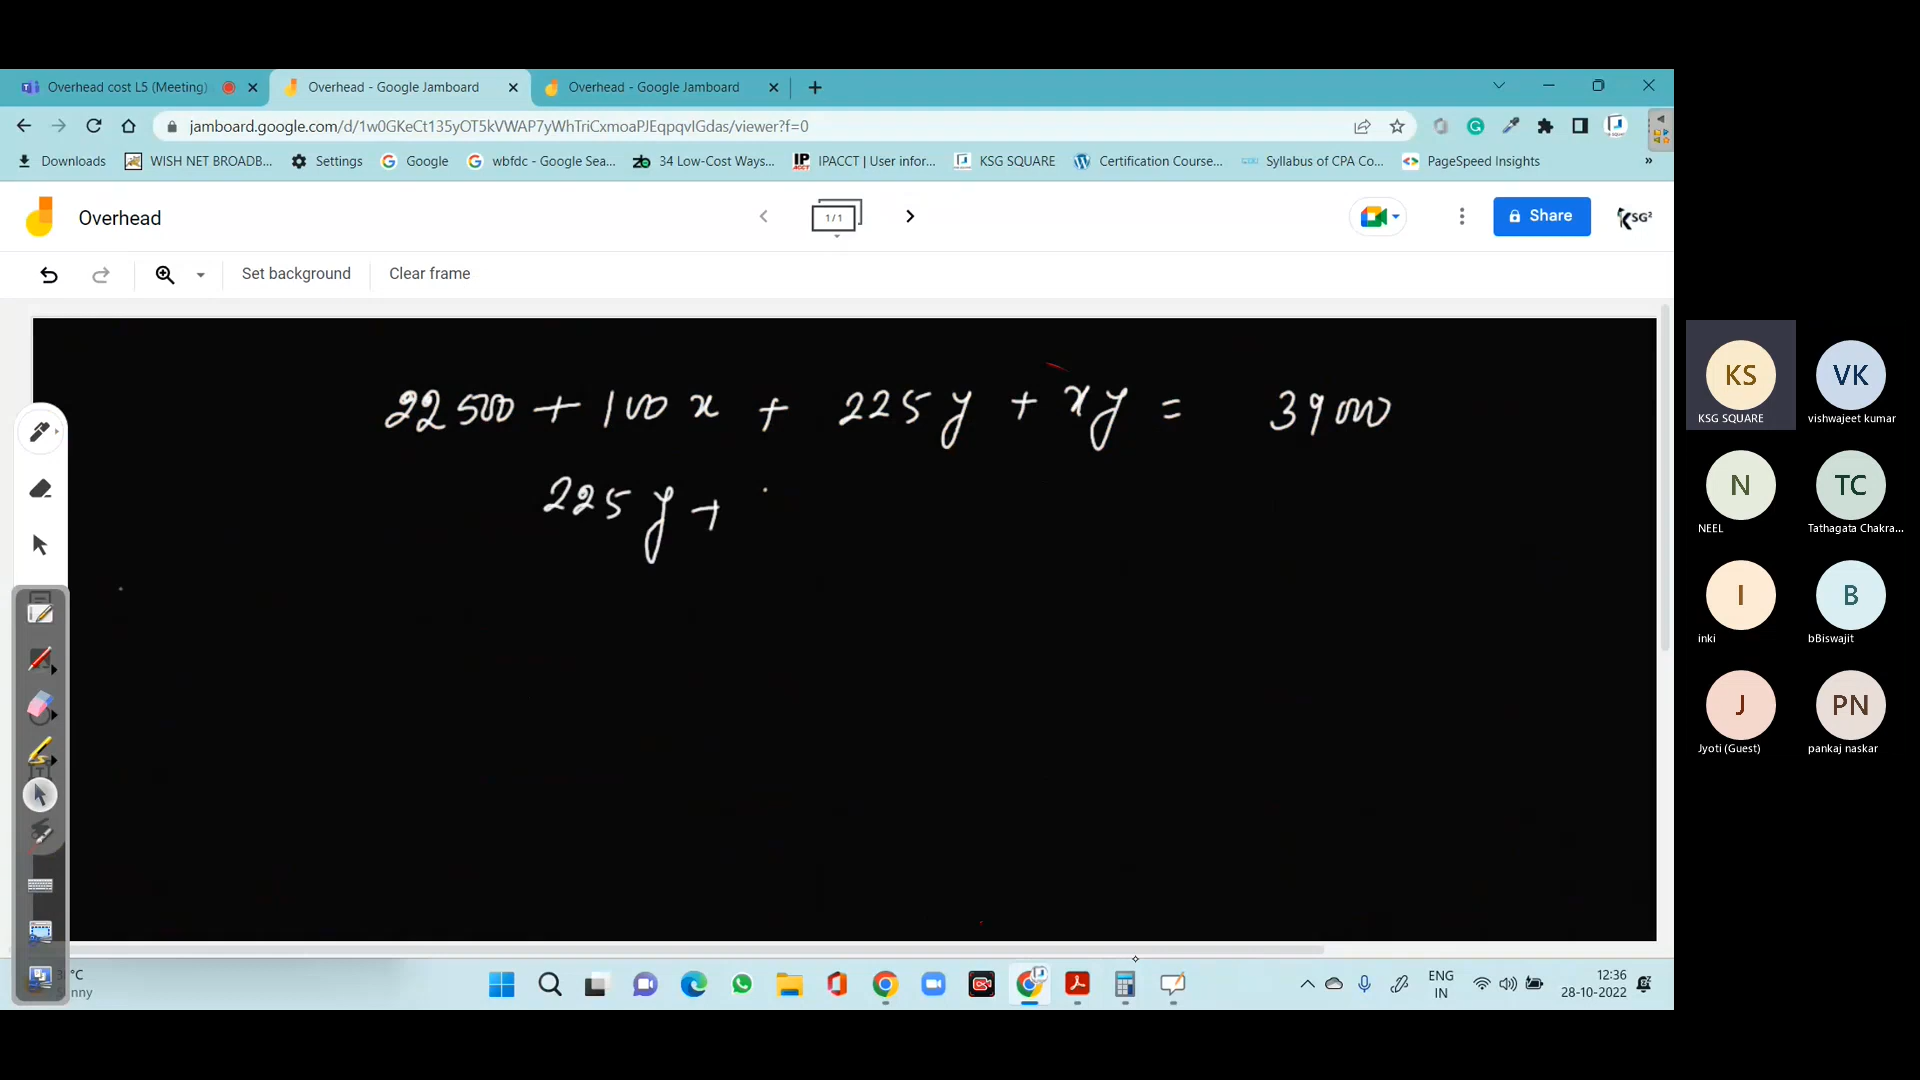 Overhead cost L5 (Meeting)
Overhead - Google Jamboard
Overhead - Google Jamboard
jamboard.google.com/d/1w0GKeCt135yOT5kVWAP7yWhTriCxmoaPJEqpqvIGdas/viewer?f=0
Downloads
WISH NET BROADB...
Settings
Google
wbfdc - Google Sea...
34 Low-Cost Ways...
IPACCT | User infor...
KSG SQUARE
Certification Course...
Syllabus of CPA Co...
PageSpeed Insights
»
Overhead
1/1
Share
KSG²
Set background
Clear frame
22500 + 100 x + 225 y + xy = 39000
225 y +
KS
KSG SQUARE
VK
vishwajeet kumar
N
NEEL
TC
Tathagata Chakra...
I
inki
B
bBiswajit
J
Jyoti (Guest)
PN
pankaj naskar
ENG
IN
12:36
28-10-2022